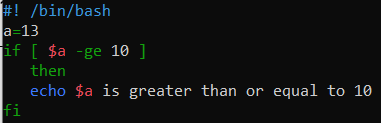 #! /bin/bash
a=13
if [ $a -ge 10 ]
   then
   echo $a is greater than or equal to 10
fi